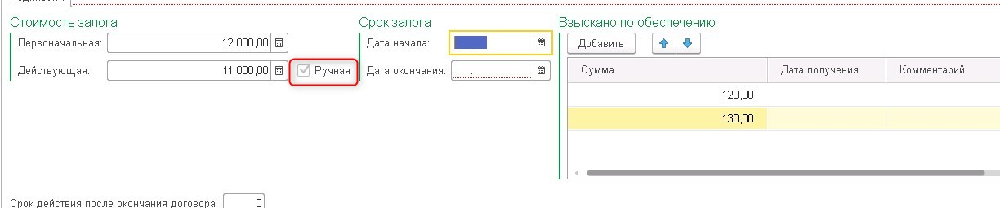 Стоимость залога
Первоначальная: 12 000,00
Действующая: 11 000,00 Ручная
Срок залога
Дата начала: . .
Дата окончания: . .
Взыскано по обеспечению
Добавить
Сумма Дата получения Комментарий
120,00
130,00
Срок действия после окончания договора: 0